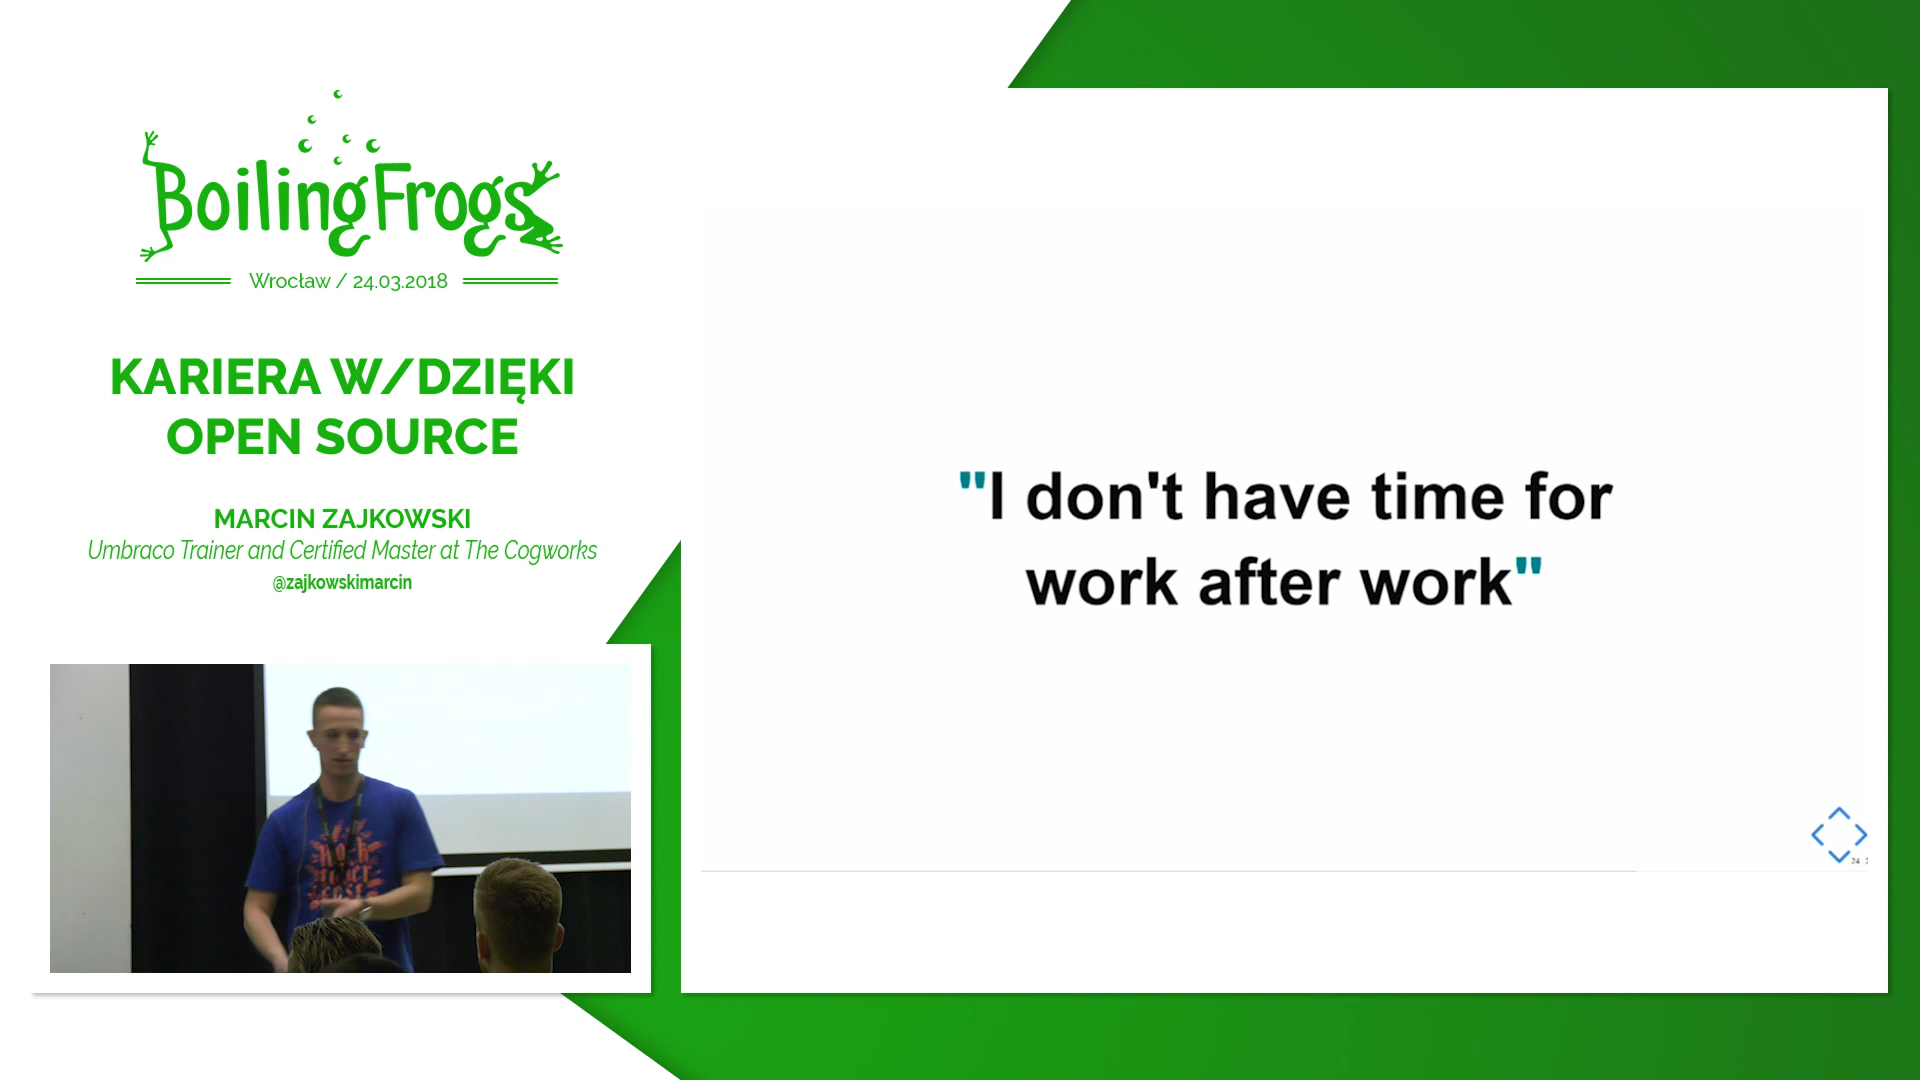 BoilingFrogs
Wrocław / 24.03.2018
KARIERA W/DZIĘKI
OPEN SOURCE
MARCIN ZAJKOWSKI
Umbraco Trainer and Certified Master at The Cogworks
@zajkowskimarcin
"I don't have time for
work after work"
24